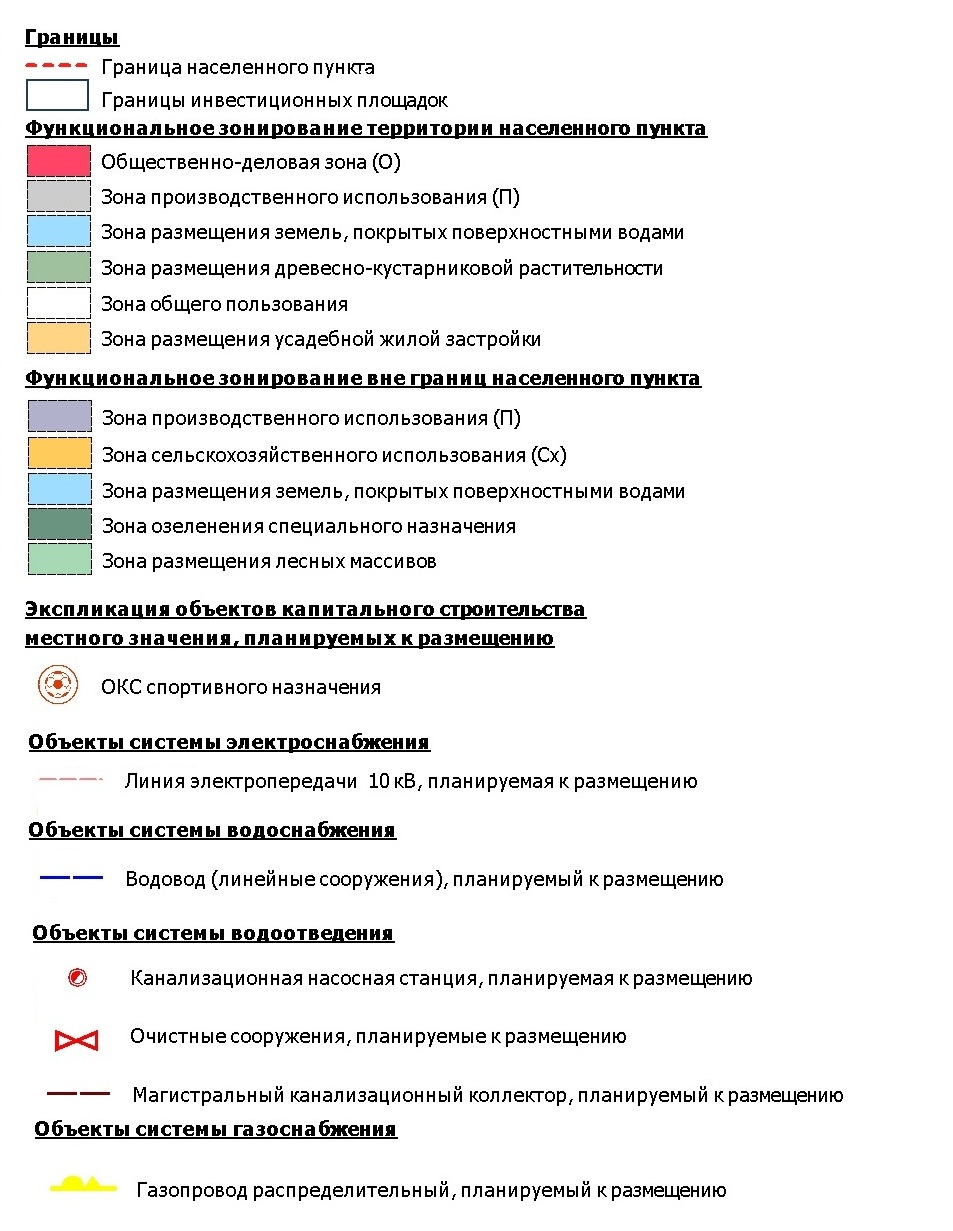 Границы
Граница населенного пункта
Границы инвестиционных площадок
Функциональное зонирование территории населенного пункта
Общественно-деловая зона (О)
Зона производственного использования (П)
Зона размещения земель, покрытых поверхностными водами
Зона размещения древесно-кустарниковой растительности
Зона общего пользования
Зона размещения усадебной жилой застройки
Функциональное зонирование вне границ населенного пункта
Зона производственного использования (П)
Зона сельскохозяйственного использования (Сх)
Зона размещения земель, покрытых поверхностными водами
Зона озеленения специального назначения
Зона размещения лесных массивов
Экспликация объектов капитального строительства
местного значения, планируемых к размещению
ОКС спортивного назначения
Объекты системы электроснабжения
Линия электропередачи 10 кВ, планируемая к размещению
Объекты системы водоснабжения
Водовод (линейные сооружения), планируемый к размещению
Объекты системы водоотведения
Канализационная насосная станция, планируемая к размещению
Очистные сооружения, планируемые к размещению
Магистральный канализационный коллектор, планируемый к размещению
Объекты системы газоснабжения
Газопровод распределительный, планируемый к размещению